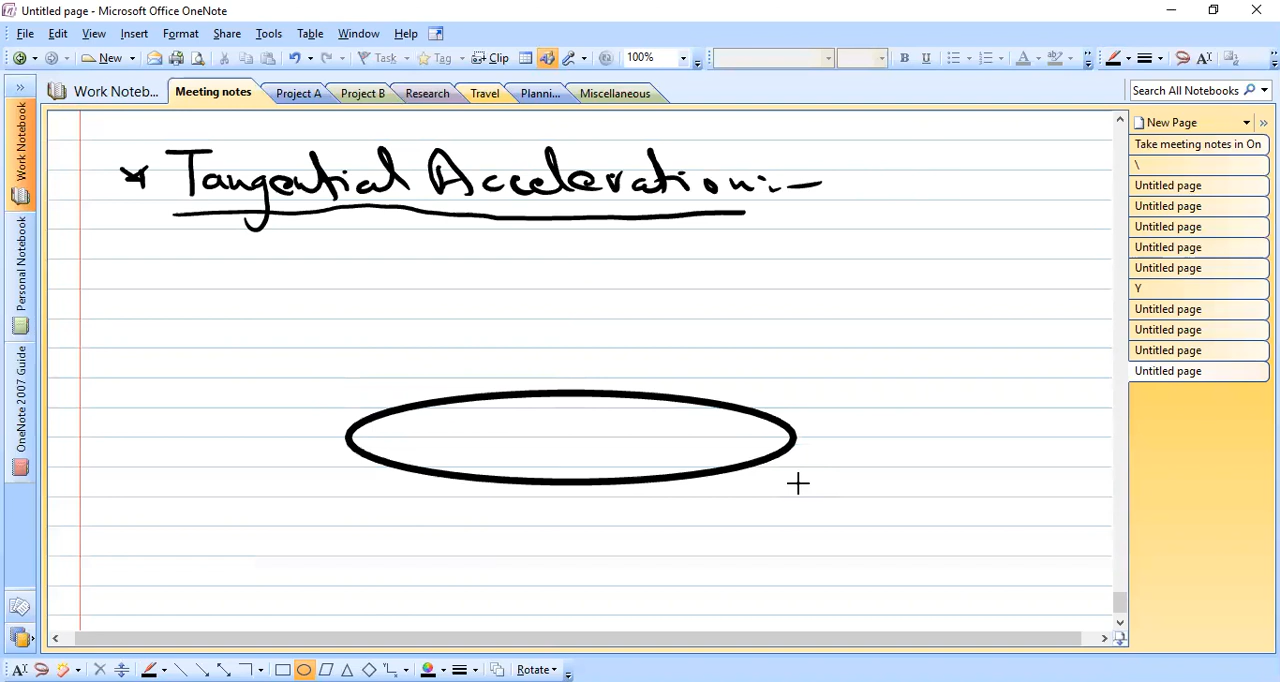 Untitled page - Microsoft Office OneNote
File Edit View Insert Format Share Tools Table Window Help
New Task Tag Clip 100% B U A ab A
Work Noteb... Meeting notes Project A Project B Research Travel Planni... Miscellaneous Search All Notebooks
New Page
Take meeting notes in On
\
Untitled page
Untitled page
Untitled page
Untitled page
Untitled page
Y
Untitled page
Untitled page
Untitled page
Untitled page
Work Notebook
Personal Notebook
OneNote 2007 Guide
* Tangential Acceleration:-
A Rotate